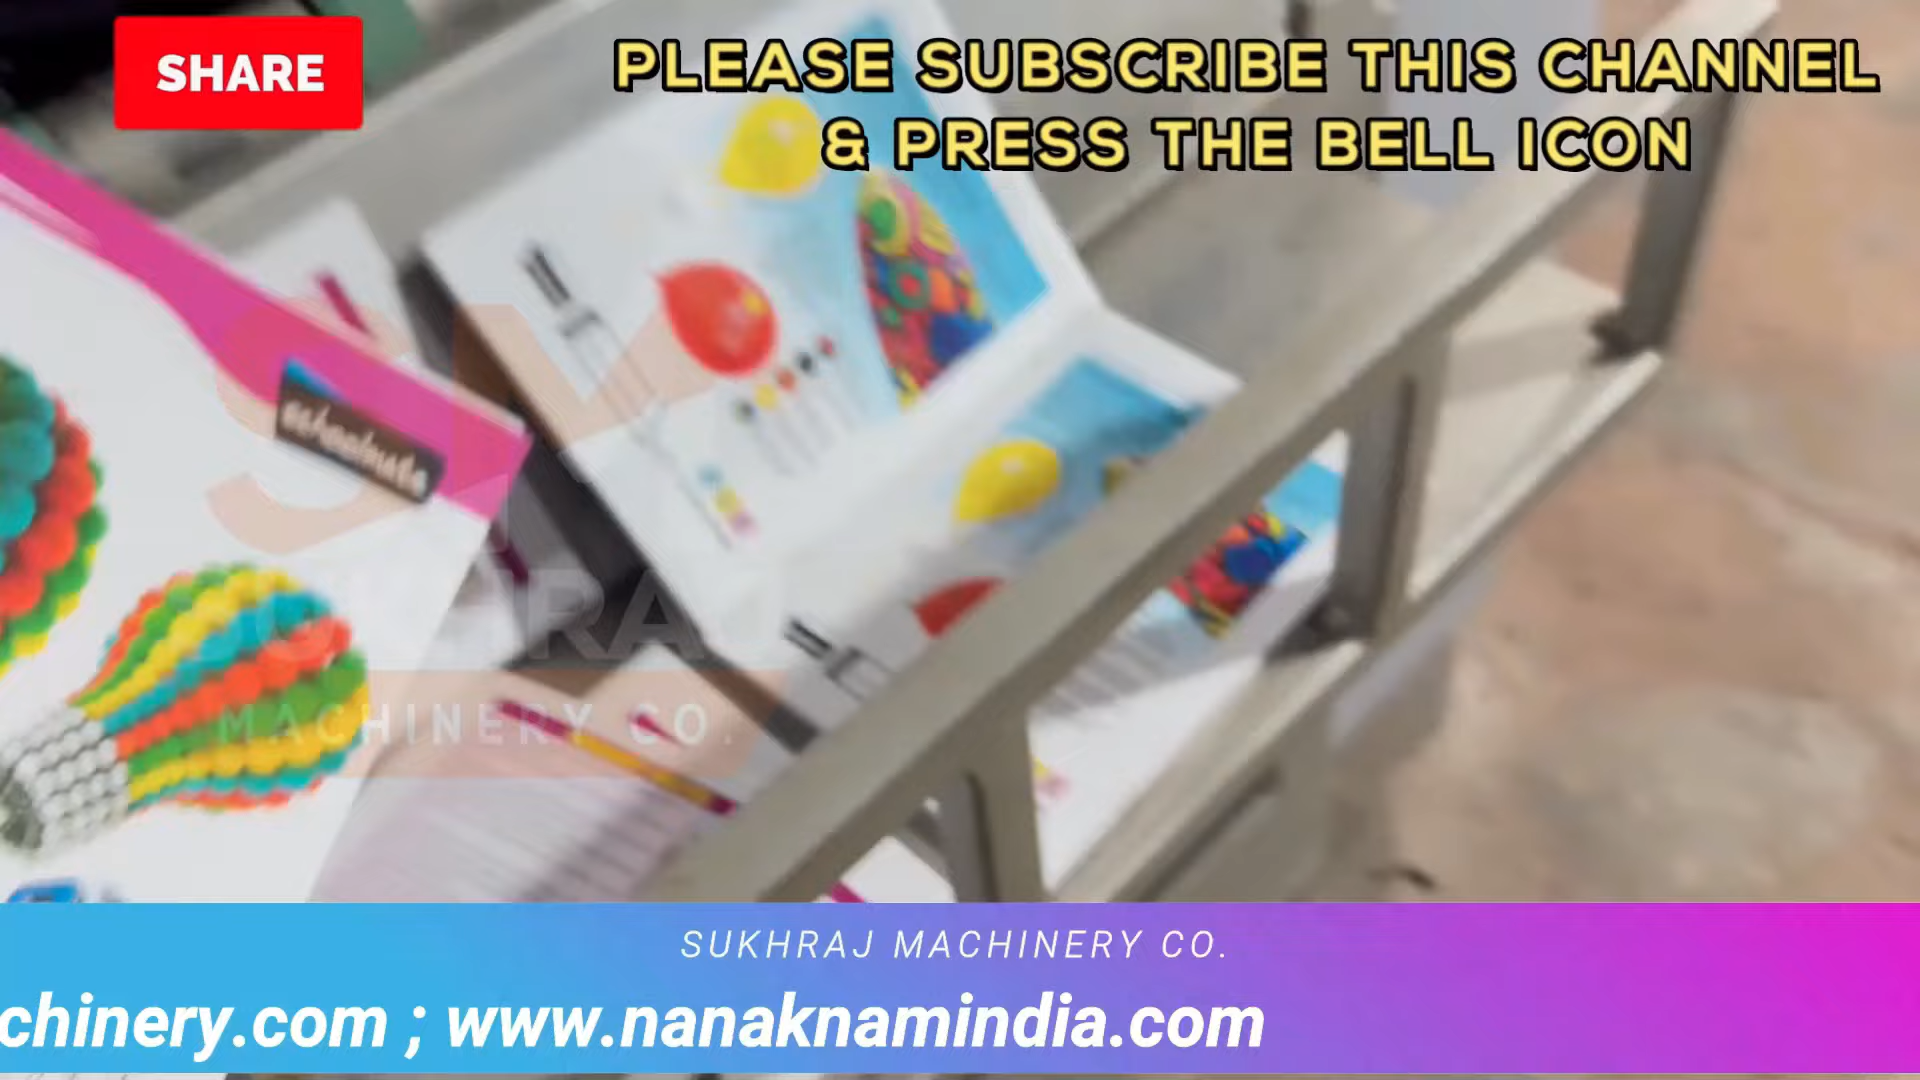 SHARE
PLEASE SUBSCRIBE THIS CHANNEL
& PRESS THE BELL ICON
schoolmate
MACHINERY CO.
SUKHRAJ MACHINERY CO.
chinery.com ; www.nanaknamindia.com